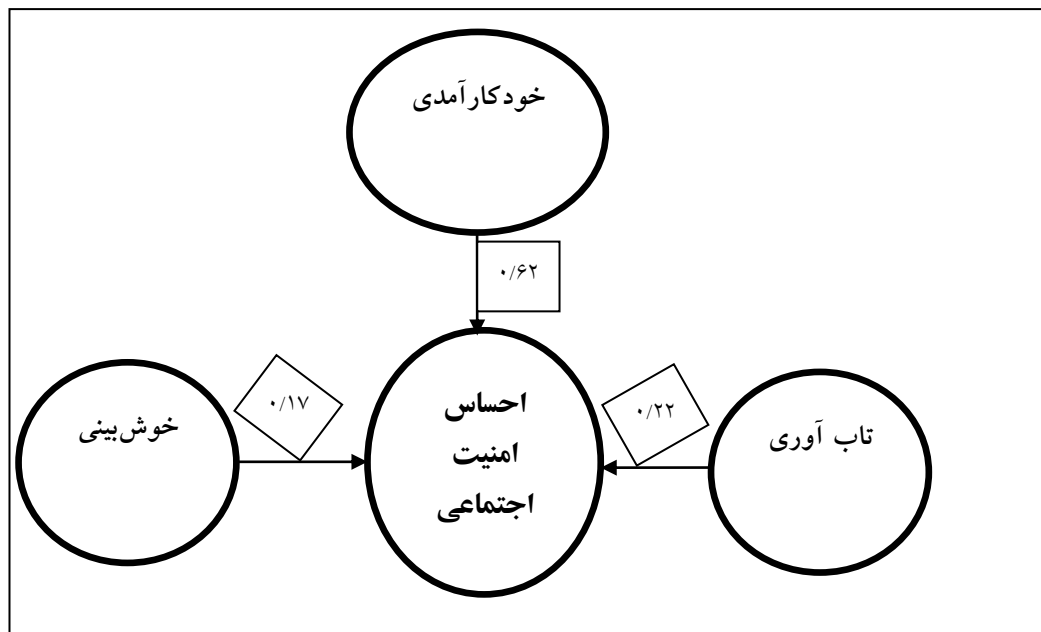 خودکارآمدی
۰/۶۲
احساس
امنیت
اجتماعی
تاب آوری
۰/۲۲
خوش‌بینی
۰/۱۷